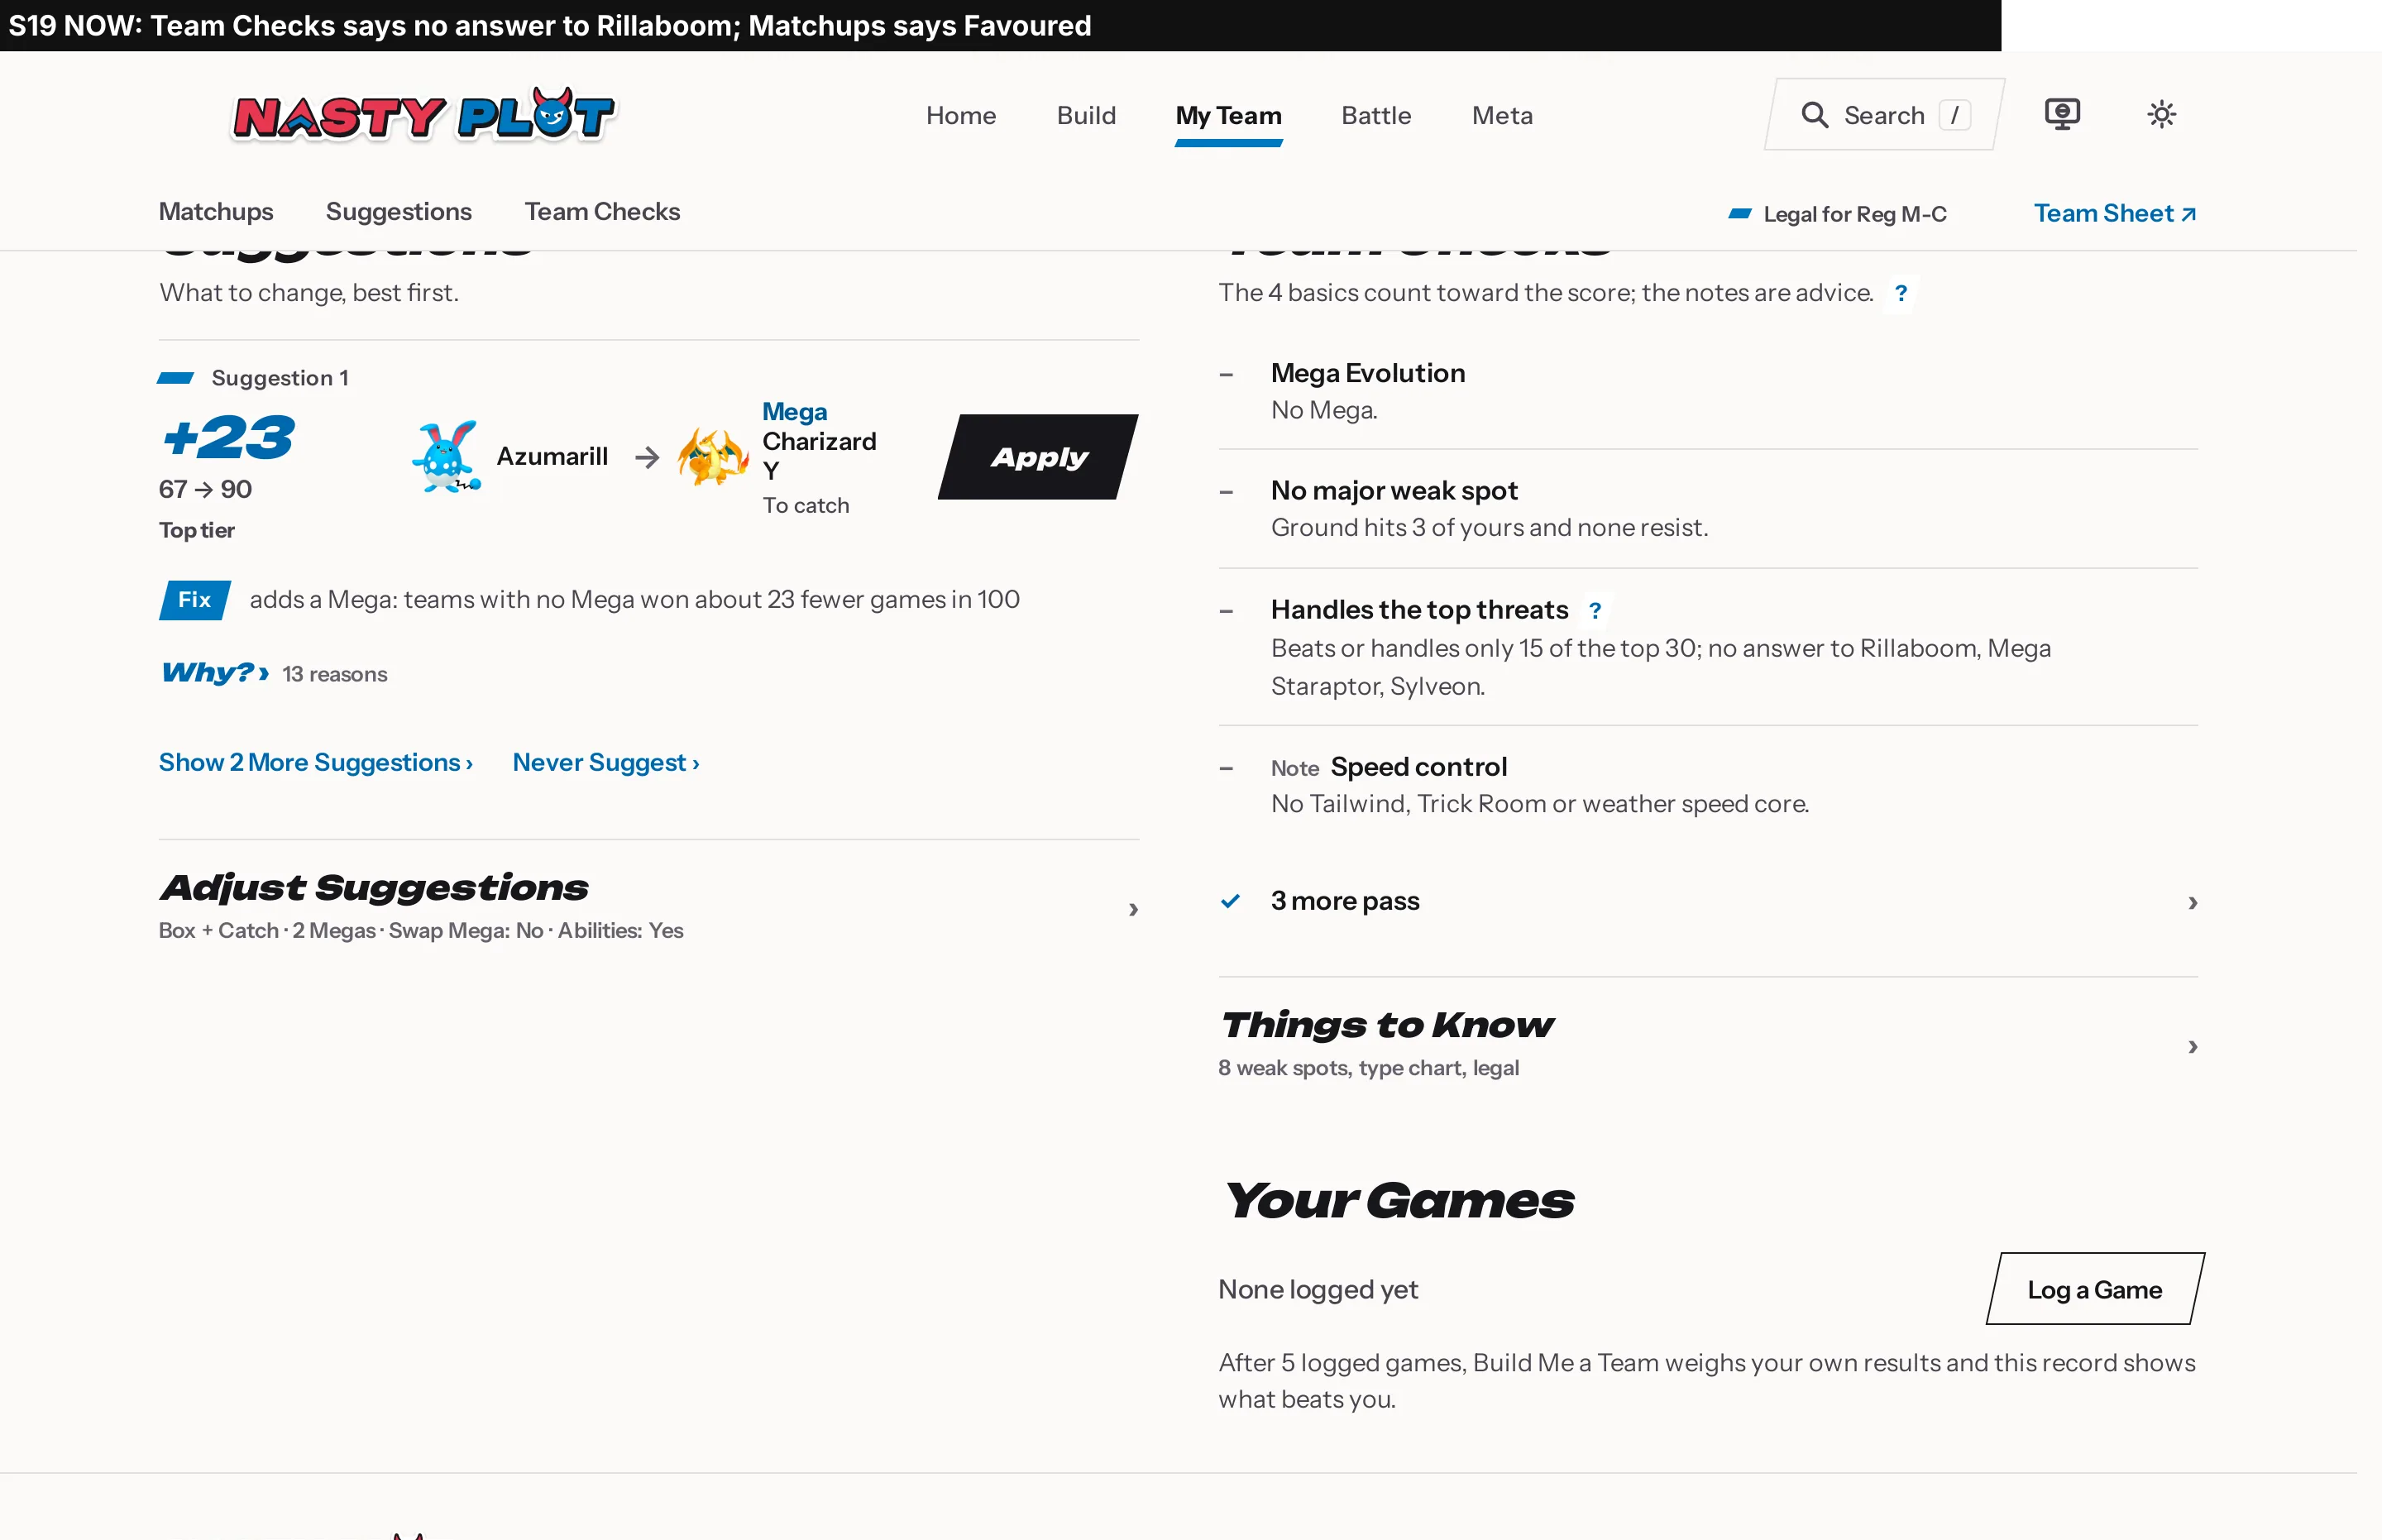 S19 NOW: Team Checks says no answer to Rillaboom; Matchups says Favoured
NASTY PLOT
Home
Build
My Team
Battle
Meta
Search /
Matchups
Suggestions
Team Checks
Legal for Reg M-C
Team Sheet ↗
Suggestions
What to change, best first.
Suggestion 1
+23
67 → 90
Top tier
Azumarill
→
Mega
Charizard
Y
To catch
Apply
Fix adds a Mega: teams with no Mega won about 23 fewer games in 100
Why? › 13 reasons
Show 2 More Suggestions ›
Never Suggest ›
Adjust Suggestions
Box + Catch · 2 Megas · Swap Mega: No · Abilities: Yes
›
Team Checks
The 4 basics count toward the score; the notes are advice. ?
– Mega Evolution
No Mega.
– No major weak spot
Ground hits 3 of yours and none resist.
– Handles the top threats ?
Beats or handles only 15 of the top 30; no answer to Rillaboom, Mega
Staraptor, Sylveon.
– Note Speed control
No Tailwind, Trick Room or weather speed core.
✓ 3 more pass ›
Things to Know
8 weak spots, type chart, legal
›
Your Games
None logged yet
Log a Game
After 5 logged games, Build Me a Team weighs your own results and this record shows
what beats you.